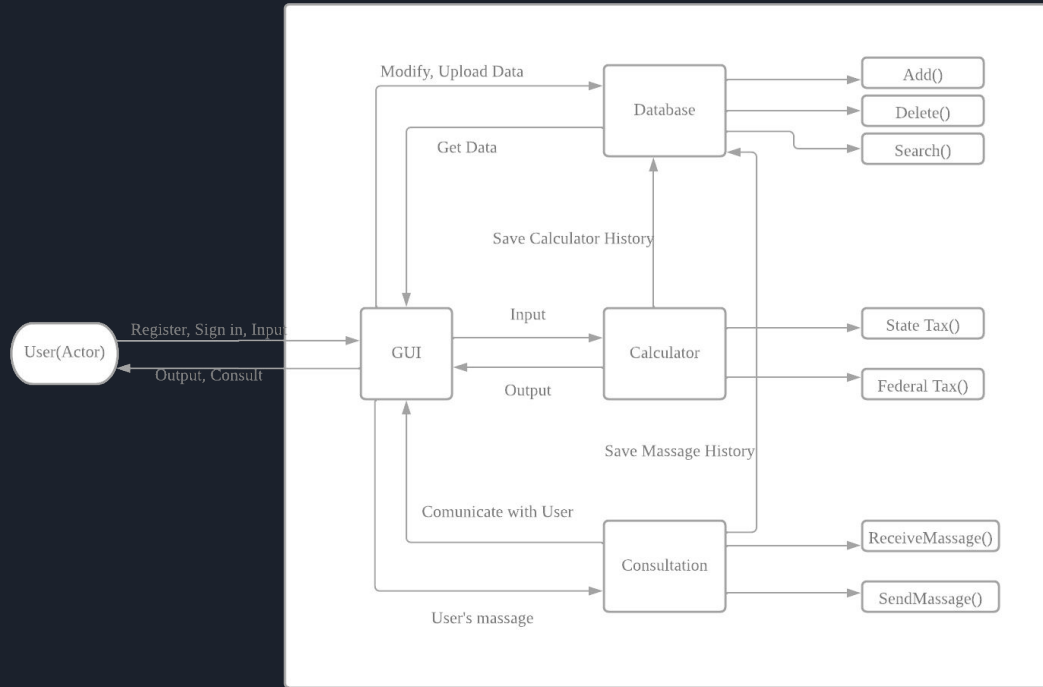 Modify, Upload Data
Database
Add()
Delete()
Search()
Get Data
Save Calculator History
Register, Sign in, Input
User(Actor)
Output, Consult
GUI
Input
Output
Calculator
State Tax()
Federal Tax()
Save Massage History
Comunicate with User
Consultation
ReceiveMassage()
SendMassage()
User's massage